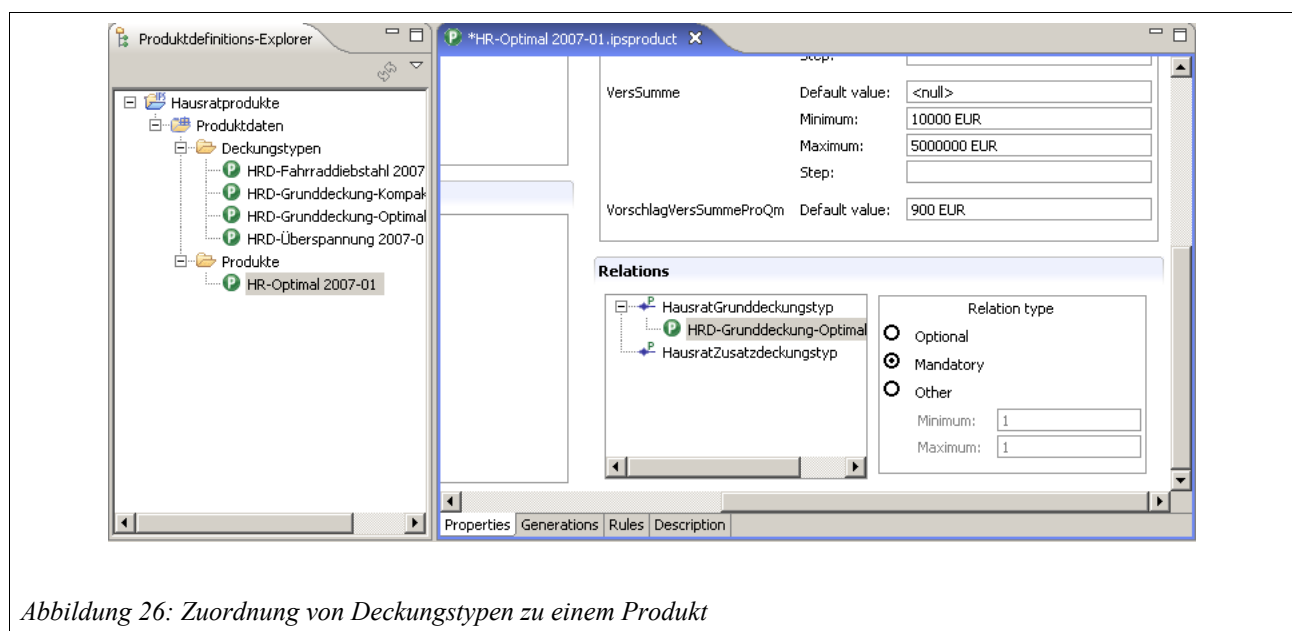 Produktdefinitions-Explorer
*HR-Optimal 2007-01.ipsproduct
Hausratprodukte
Produktdaten
Deckungstypen
HRD-Fahrraddiebstahl 2007
HRD-Grunddeckung-Kompak
HRD-Grunddeckung-Optimal
HRD-Überspannung 2007-0
Produkte
HR-Optimal 2007-01
Step:
VersSumme Default value: <null>
Minimum: 10000 EUR
Maximum: 5000000 EUR
Step:
VorschlagVersSummeProQm Default value: 900 EUR
Relations
HausratGrunddeckungstyp
HRD-Grunddeckung-Optimal
HausratZusatzdeckungstyp
Relation type
Optional
Mandatory
Other
Minimum: 1
Maximum: 1
Properties Generations Rules Description
Abbildung 26: Zuordnung von Deckungstypen zu einem Produkt